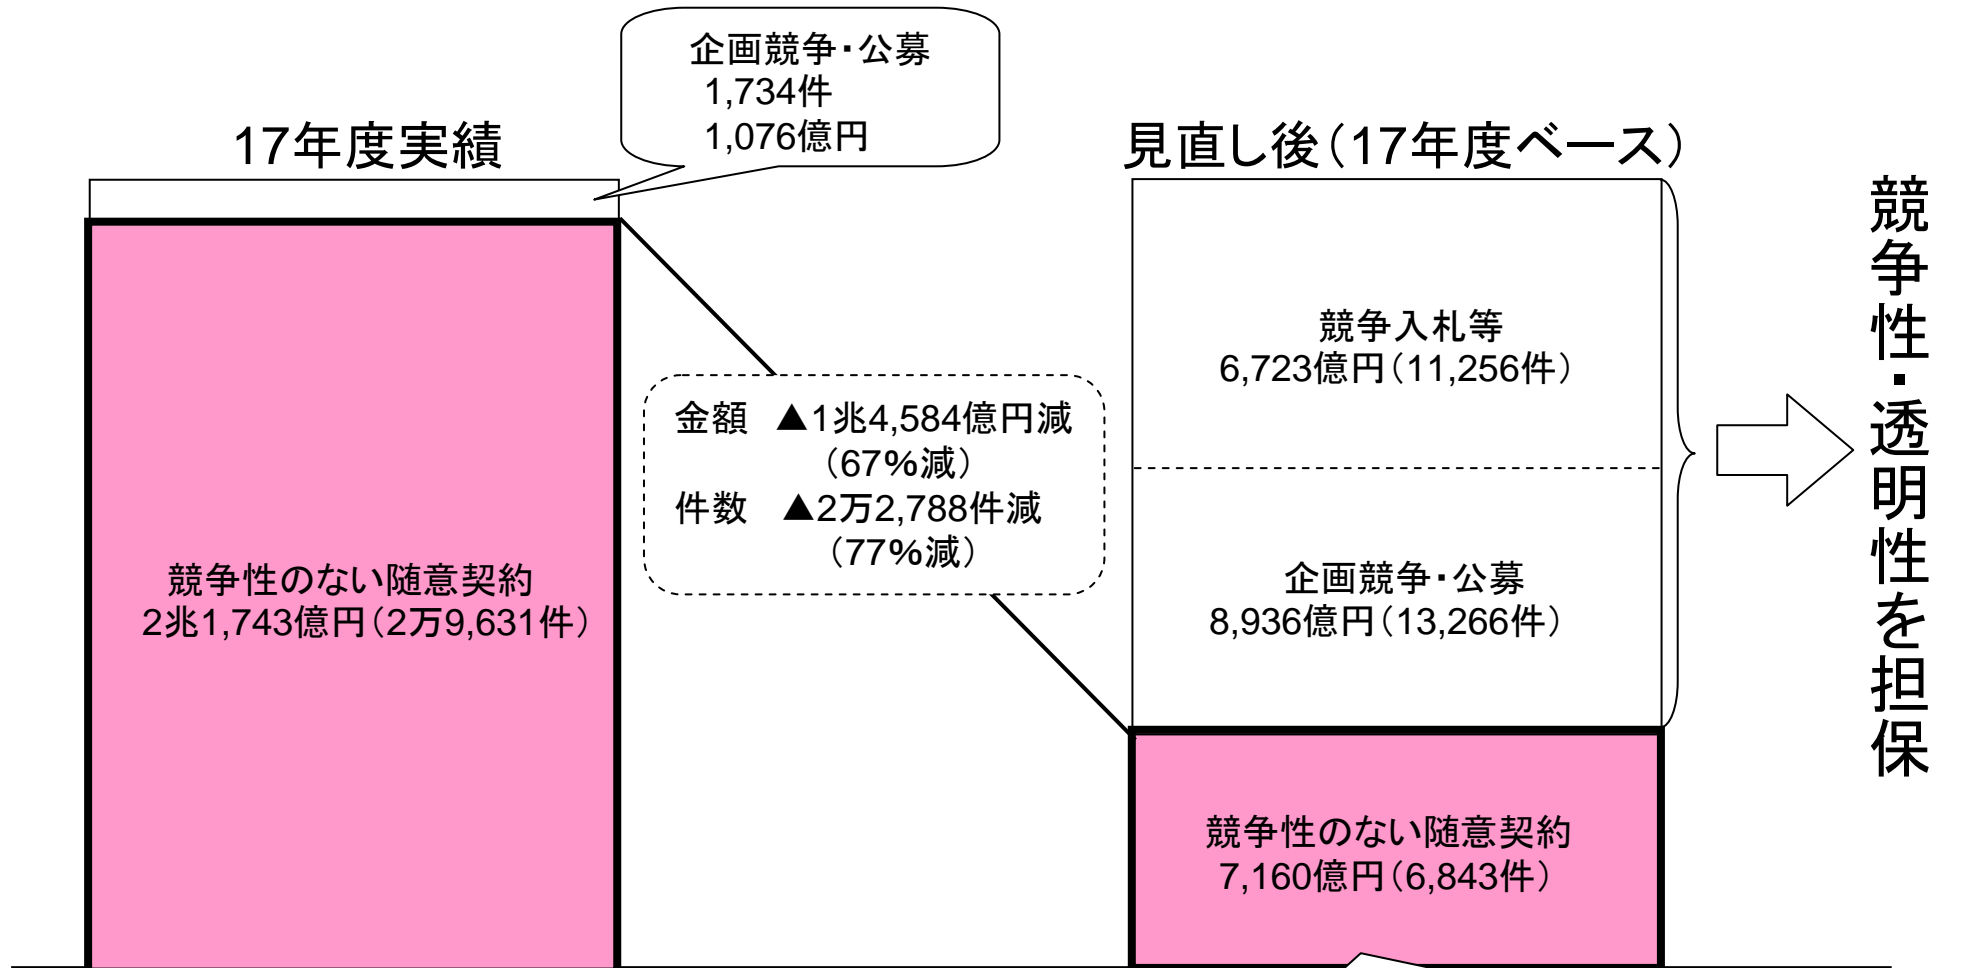 企画競争・公募
1,734件
1,076億円
17年度実績
見直し後（17年度ベース）
競争性のない随意契約
2兆1,743億円（2万9,631件）
金額　▲1兆4,584億円減
（67%減）
件数　▲2万2,788件減
（77%減）
競争入札等
6,723億円（11,256件）
企画競争・公募
8,936億円（13,266件）
競争性のない随意契約
7,160億円（6,843件）
競争性・透明性を担保